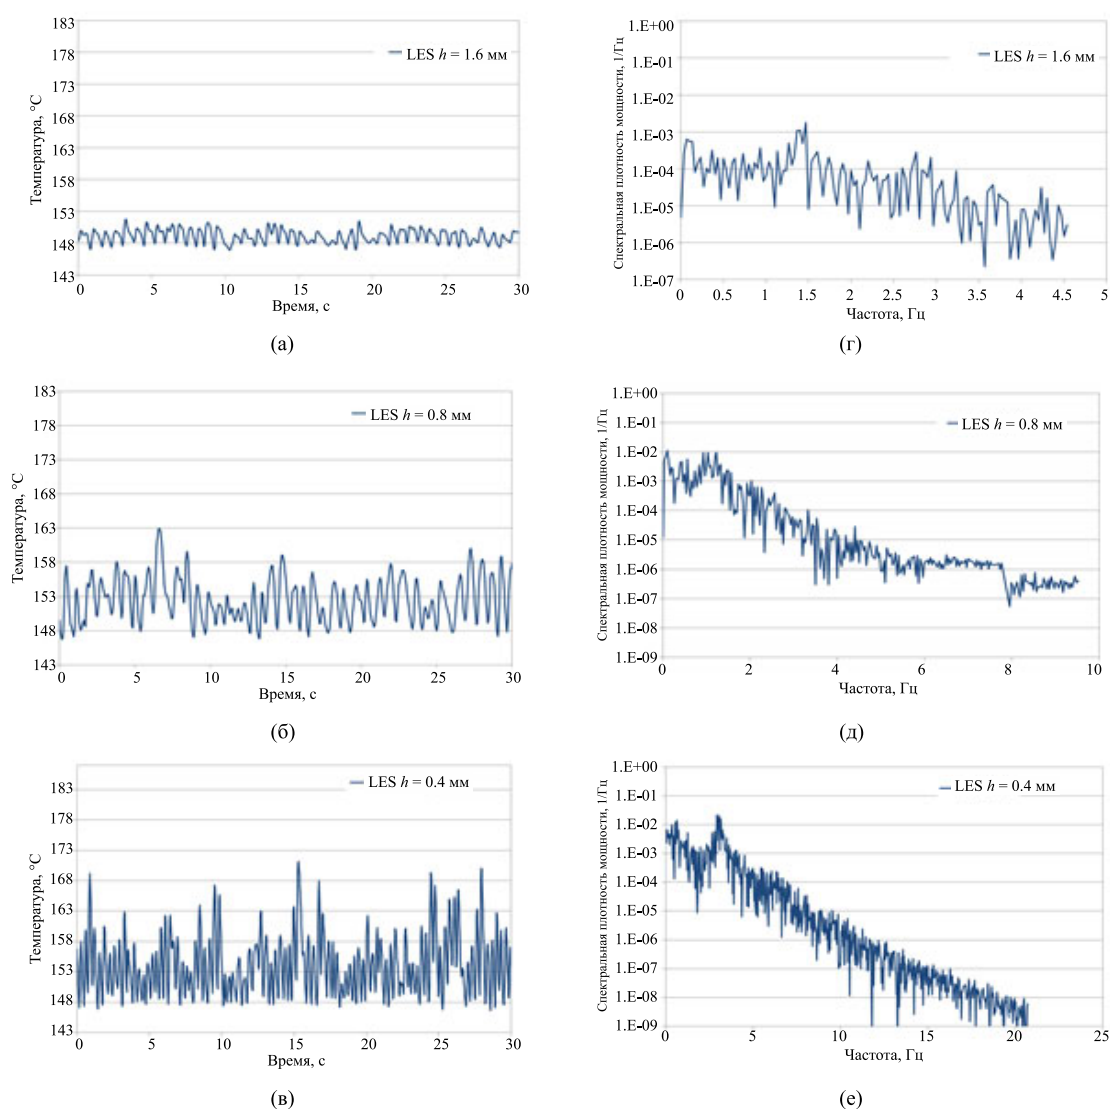 183
178
173
168
163
158
153
148
143
Температура, °C
LES h = 1.6 мм
0 5 10 15 20 25 30
Время, с
(а)
1.E+00
1.E-01
1.E-02
1.E-03
1.E-04
1.E-05
1.E-06
1.E-07
Спектральная плотность мощности, 1/Гц
LES h = 1.6 мм
0 0.5 1 1.5 2 2.5 3 3.5 4 4.5 5
Частота, Гц
(г)
183
178
173
168
163
158
153
148
143
Температура, °C
LES h = 0.8 мм
0 5 10 15 20 25 30
Время, с
(б)
1.E+00
1.E-01
1.E-02
1.E-03
1.E-04
1.E-05
1.E-06
1.E-07
1.E-08
1.E-09
Спектральная плотность мощности, 1/Гц
LES h = 0.8 мм
0 2 4 6 8 10
Частота, Гц
(д)
183
178
173
168
163
158
153
148
143
Температура, °C
LES h = 0.4 мм
0 5 10 15 20 25 30
Время, с
(в)
1.E+00
1.E-01
1.E-02
1.E-03
1.E-04
1.E-05
1.E-06
1.E-07
1.E-08
1.E-09
Спектральная плотность мощности, 1/Гц
LES h = 0.4 мм
0 5 10 15 20 25
Частота, Гц
(е)